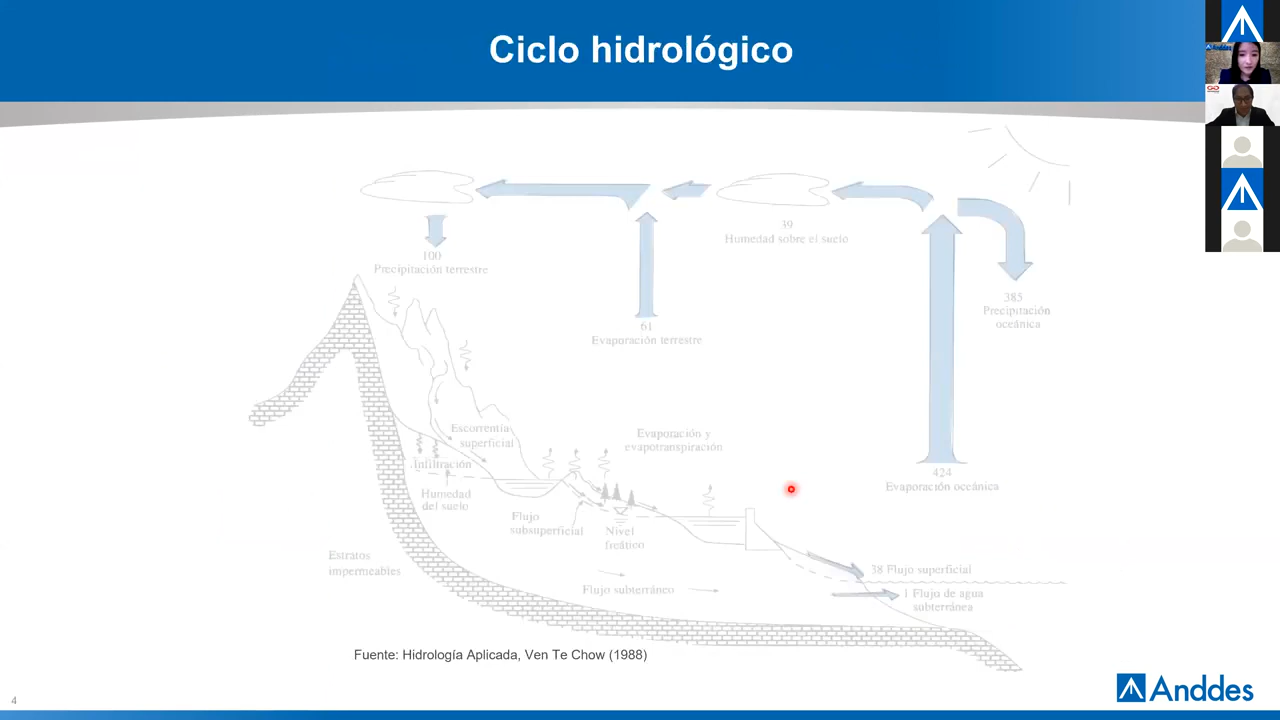 Ciclo hidrológico
39
Humedad sobre el suelo
100
Precipitación terrestre
385
Precipitación
oceánica
61
Evaporación terrestre
Escorrentía
superficial
Evaporación y
evapotranspiración
Infiltración
424
Evaporación oceánica
Humedad
del suelo
Flujo
subsuperficial
Nivel
freático
Estratos
impermeables
38 Flujo superficial
Flujo subterráneo
1 Flujo de agua
subterránea
Fuente: Hidrología Aplicada, Ven Te Chow (1988)
Anddes
4